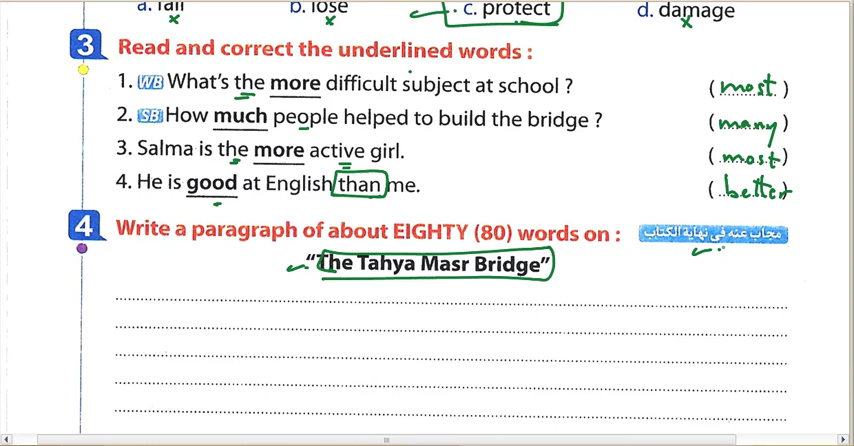 a. fall b. lose c. protect d. damage
3 Read and correct the underlined words :
1. WB What's the more difficult subject at school ? (most)
2. SB How much people helped to build the bridge ? (many)
3. Salma is the more active girl. (most)
4. He is good at English than me. (better)
4 Write a paragraph of about EIGHTY (80) words on : مجاب عنه في نهاية الكتاب
"The Tahya Masr Bridge"